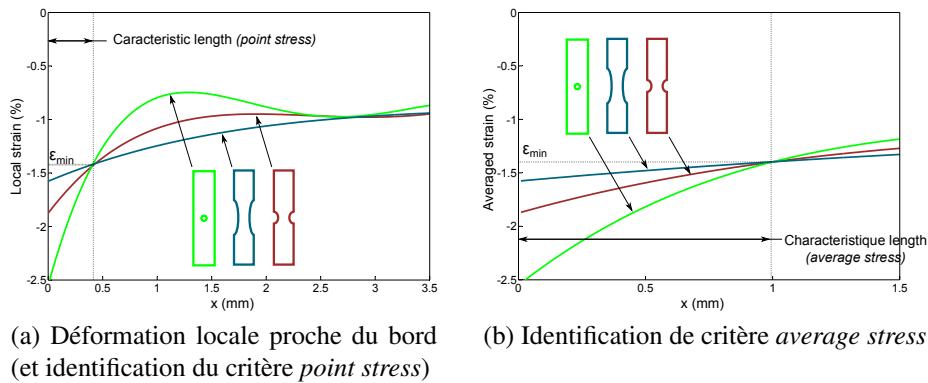 0
-0.5
-1
-1.5
-2
-2.5
0
0.5
1
1.5
2
2.5
3
3.5
Local strain (%)
x (mm)
Caracteristic length (point stress)
εmin
0
-0.5
-1
-1.5
-2
-2.5
0
0.5
1
1.5
Averaged strain (%)
x (mm)
εmin
Characteristique length
(average stress)
(a) Déformation locale proche du bord
(et identification du critère point stress)
(b) Identification de critère average stress